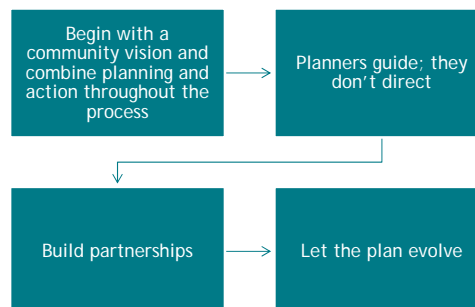 Begin with a
community vision and
combine planning and
action throughout the
process
Planners guide; they
don't direct
Build partnerships
Let the plan evolve